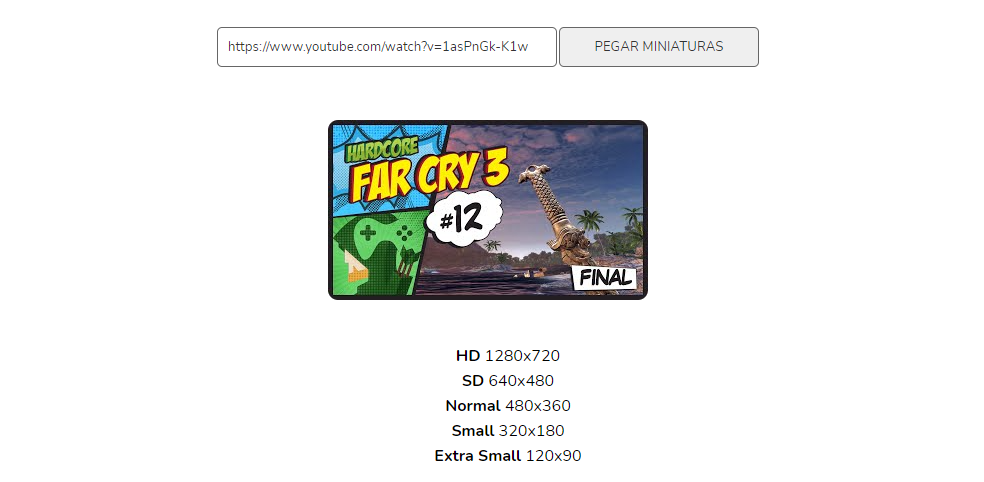 https://www.youtube.com/watch?v=1asPnGk-K1w
PEGAR MINIATURAS
HARDCORE
FAR CRY 3
#12
FINAL
HD 1280x720
SD 640x480
Normal 480x360
Small 320x180
Extra Small 120x90